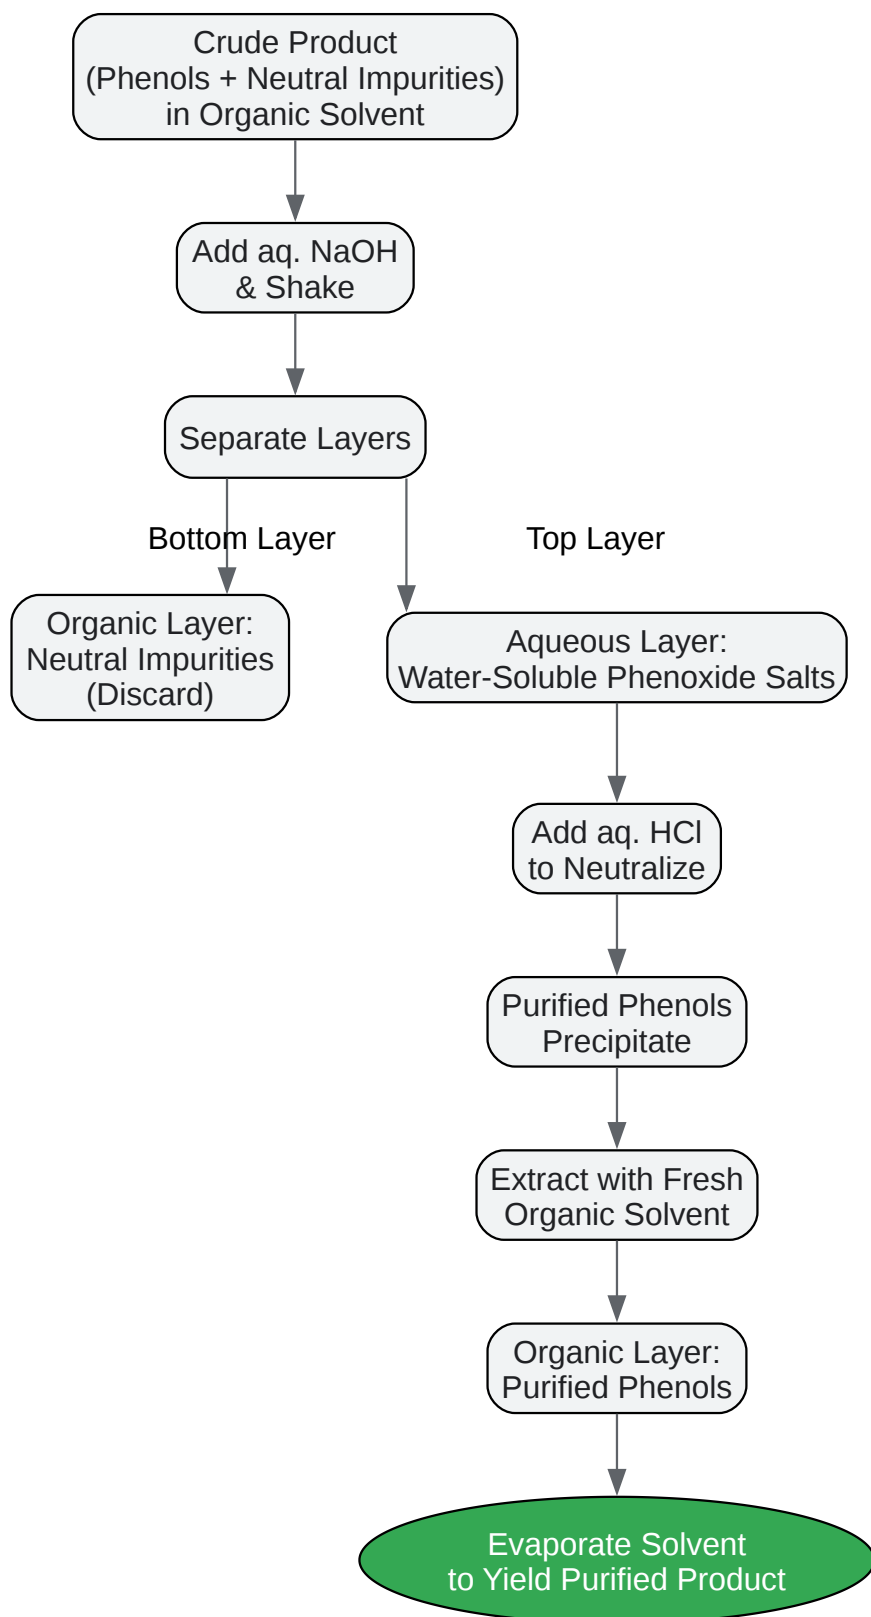 Crude Product
(Phenols + Neutral Impurities)
in Organic Solvent
Add aq. NaOH
& Shake
Separate Layers
Bottom Layer
Top Layer
Organic Layer:
Neutral Impurities
(Discard)
Aqueous Layer:
Water-Soluble Phenoxide Salts
Add aq. HCl
to Neutralize
Purified Phenols
Precipitate
Extract with Fresh
Organic Solvent
Organic Layer:
Purified Phenols
Evaporate Solvent
to Yield Purified Product